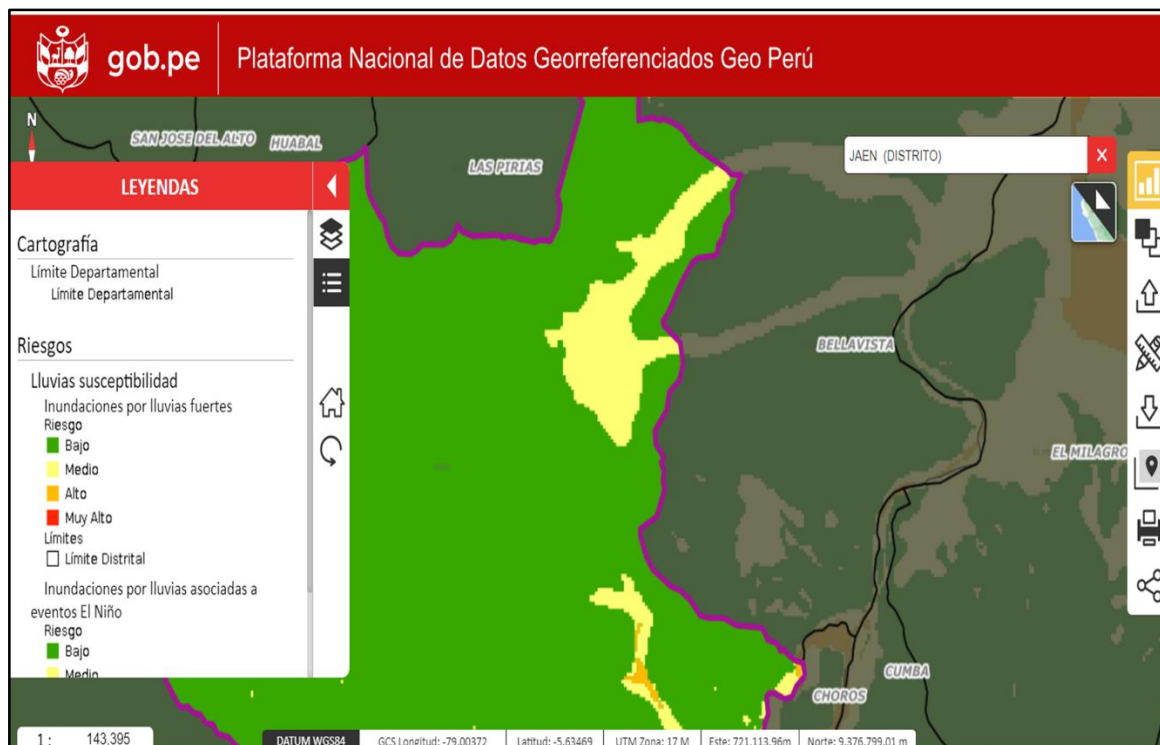 gob.pe
Plataforma Nacional de Datos Georreferenciados Geo Perú
N
SAN JOSE DEL ALTO
HUABAL
LAS PIRIAS
JAEN (DISTRITO)
X
LEYENDAS
Cartografía
Límite Departamental
Límite Departamental
Riesgos
Lluvias susceptibilidad
Inundaciones por lluvias fuertes
Riesgo
Bajo
Medio
Alto
Muy Alto
Límites
Límite Distrital
Inundaciones por lluvias asociadas a
eventos El Niño
Riesgo
Bajo
Medio
BELLAVISTA
EL MILAGRO
CUMBA
CHOROS
1 : 143.395
DATUM WGS84
GCS Longitud: -79.00372
Latitud: -5.63469
UTM Zona: 17 M
Este: 721,113.96m
Norte: 9,376,799.01 m